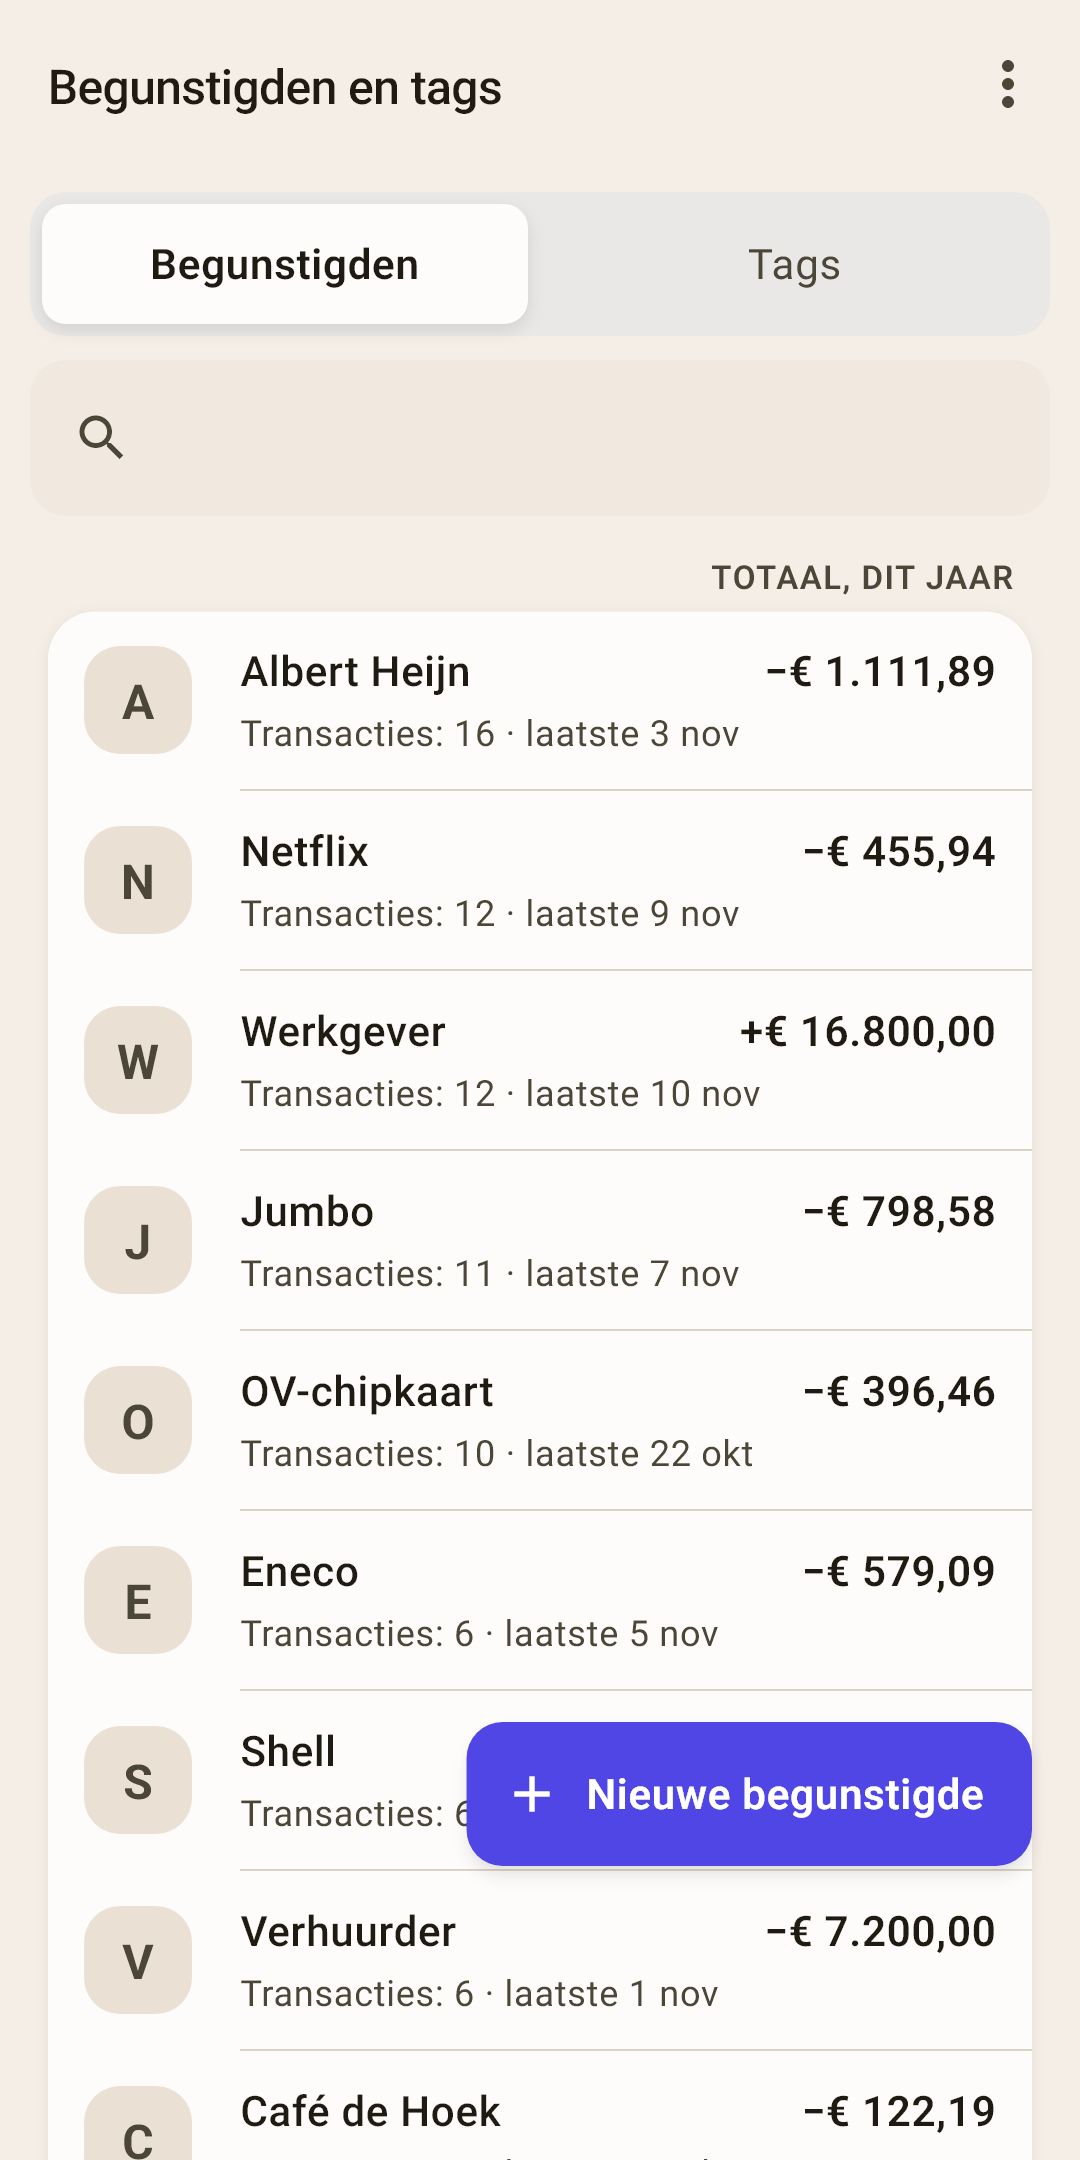 Begunstigden en tags
Begunstigden
Tags
TOTAAL, DIT JAAR
A
Albert Heijn
−€ 1.111,89
Transacties: 16 · laatste 3 nov
N
Netflix
−€ 455,94
Transacties: 12 · laatste 9 nov
W
Werkgever
+€ 16.800,00
Transacties: 12 · laatste 10 nov
J
Jumbo
−€ 798,58
Transacties: 11 · laatste 7 nov
O
OV-chipkaart
−€ 396,46
Transacties: 10 · laatste 22 okt
E
Eneco
−€ 579,09
Transacties: 6 · laatste 5 nov
S
Shell
Transacties: 6
Nieuwe begunstigde
V
Verhuurder
−€ 7.200,00
Transacties: 6 · laatste 1 nov
C
Café de Hoek
−€ 122,19